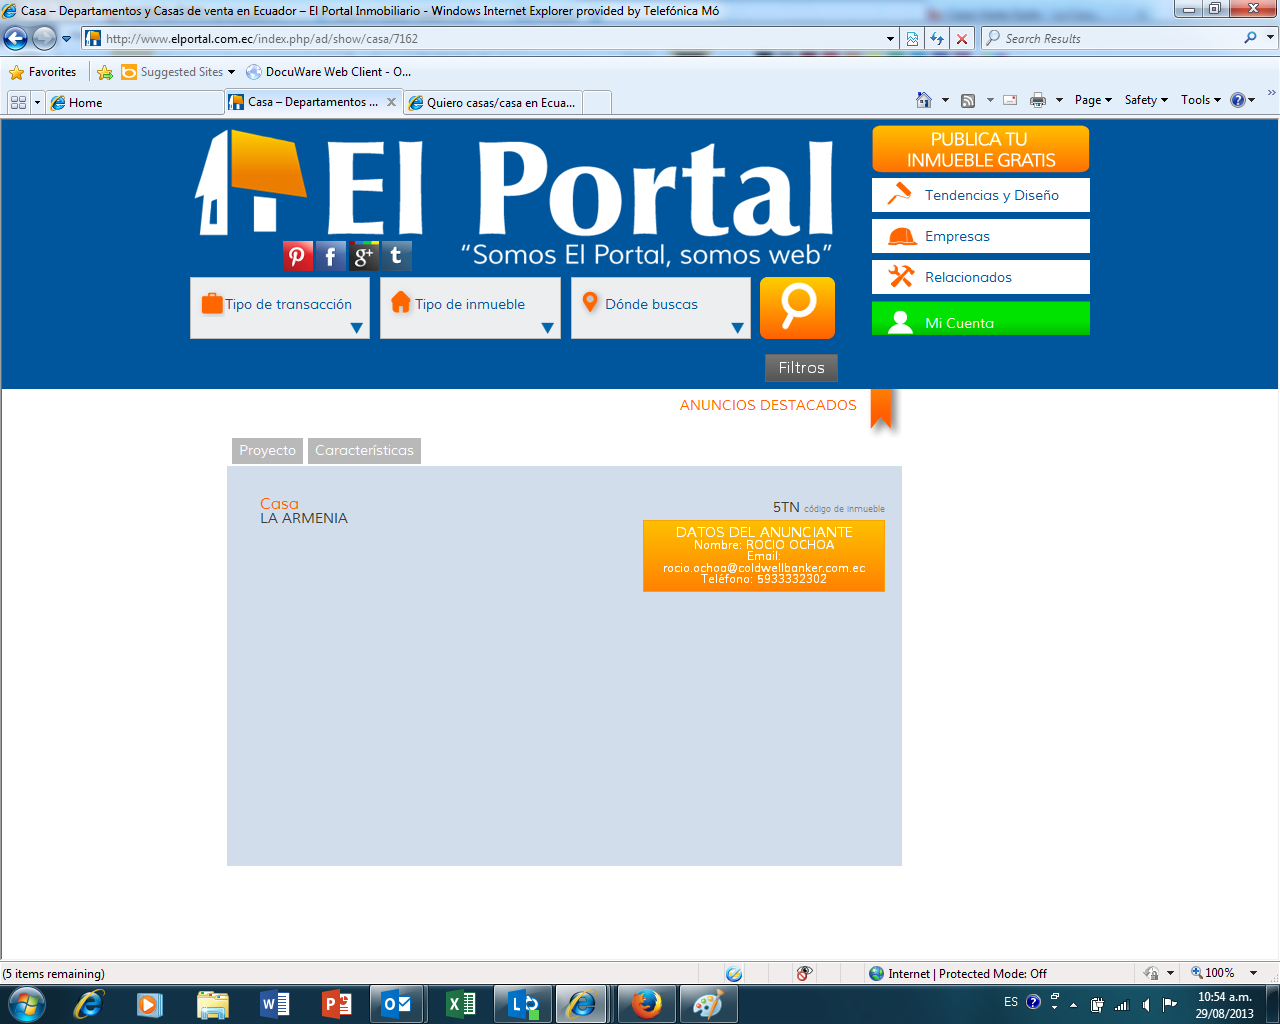 Casa – Departamentos y Casas de venta en Ecuador – El Portal Inmobiliario - Windows Internet Explorer provided by Telefónica Mó
http://www.elportal.com.ec/index.php/ad/show/casa/7162
Search Results
Favorites
Suggested Sites
DocuWare Web Client - O...
Home
Casa – Departamentos ...
Quiero casas/casa en Ecua...
Page
Safety
Tools
El Portal
"Somos El Portal, somos web"
PUBLICA TU
INMUEBLE GRATIS
Tendencias y Diseño
Empresas
Relacionados
Mi Cuenta
Tipo de transacción
Tipo de inmueble
Dónde buscas
Filtros
ANUNCIOS DESTACADOS
Proyecto
Características
Casa
LA ARMENIA
5TN código de inmueble
DATOS DEL ANUNCIANTE
Nombre: ROCIO OCHOA
Email:
rocio.ochoa@coldwellbanker.com.ec
Teléfono: 5933332302
(5 items remaining)
Internet | Protected Mode: Off
100%
ES
10:54 a.m.
29/08/2013